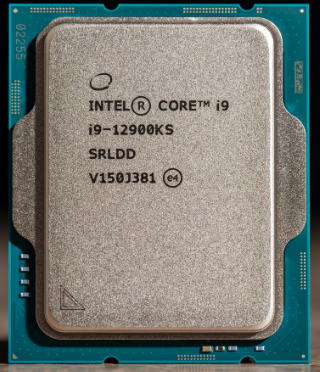 02255
INTEL® CORE™ i9
i9-12900KS
SRLDD
V150J381 e4